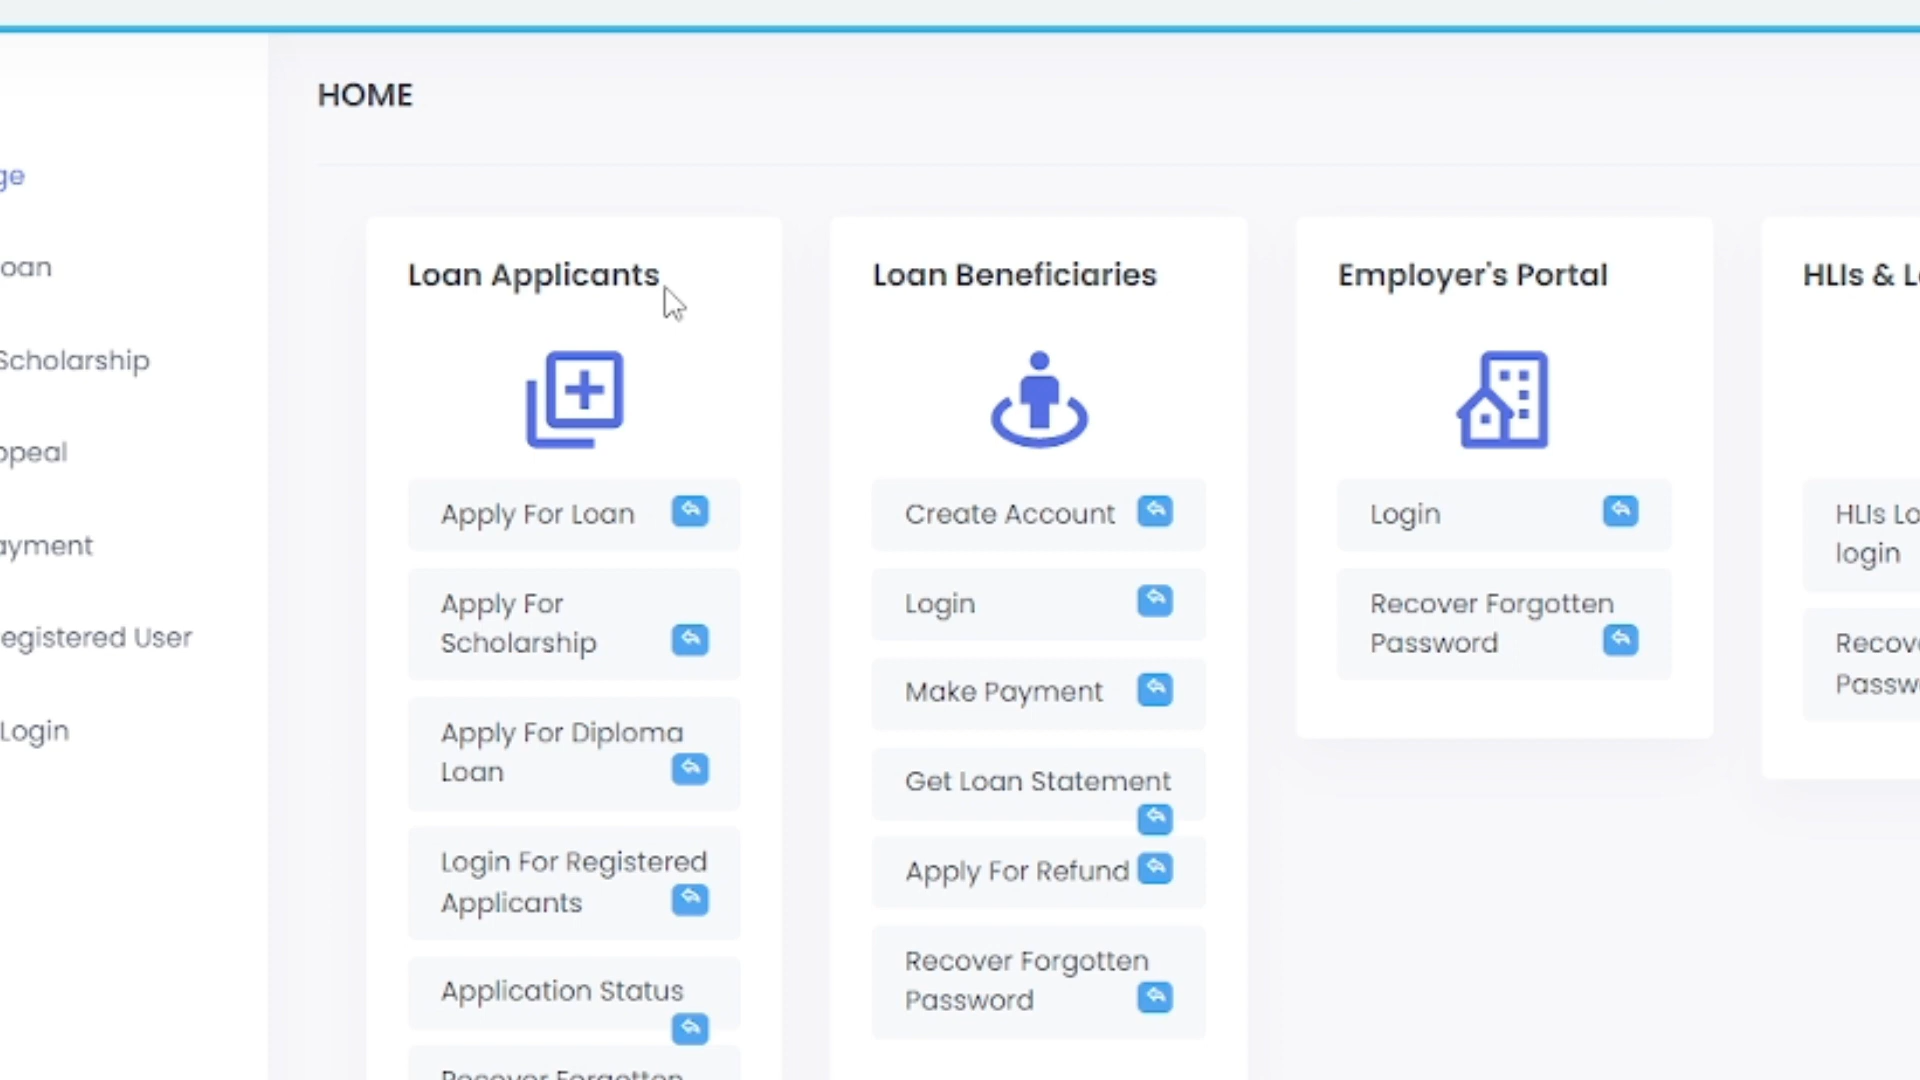 HOME
ge
oan
Scholarship
ppeal
ayment
egistered User
Login
Loan Applicants
Apply For Loan
Apply For
Scholarship
Apply For Diploma
Loan
Login For Registered
Applicants
Application Status
Recover Forgotten
Loan Beneficiaries
Create Account
Login
Make Payment
Get Loan Statement
Apply For Refund
Recover Forgotten
Password
Employer's Portal
Login
Recover Forgotten
Password
HLIs & L
HLIs Lo
login
Recov
Passw